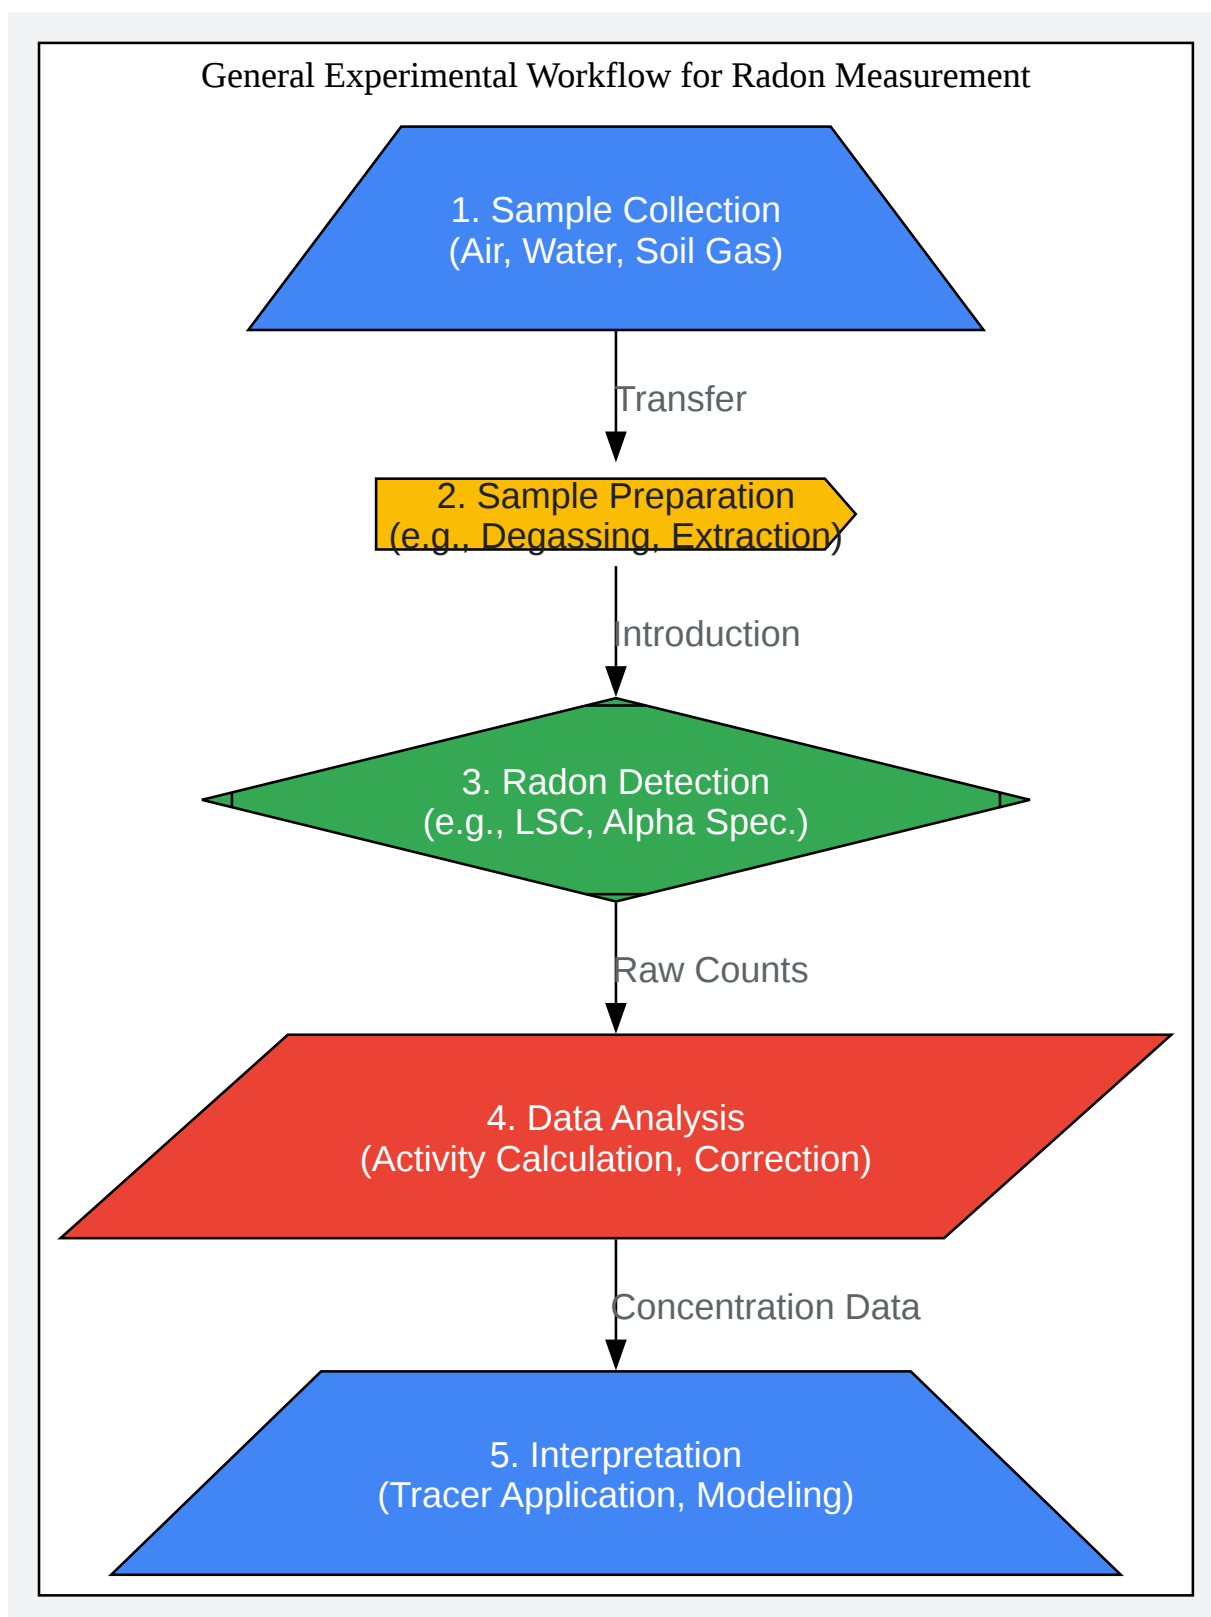 General Experimental Workflow for Radon Measurement
1. Sample Collection
(Air, Water, Soil Gas)
Transfer
2. Sample Preparation
(e.g., Degassing, Extraction)
Introduction
3. Radon Detection
(e.g., LSC, Alpha Spec.)
Raw Counts
4. Data Analysis
(Activity Calculation, Correction)
Concentration Data
5. Interpretation
(Tracer Application, Modeling)